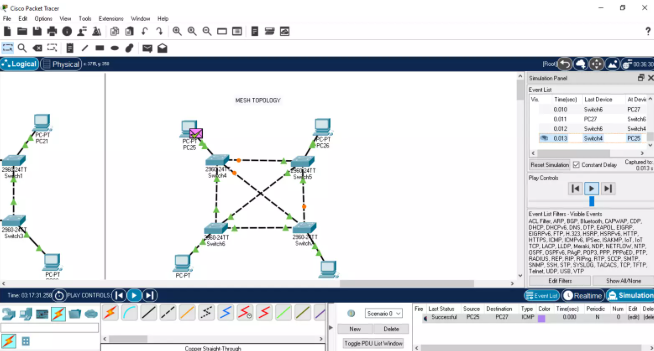 Cisco Packet Tracer
File Edit Options View Tools Extensions Window Help
Logical Physical x: 378, y: 358
[Root] 00:36:30
MESH TOPOLOGY
PC-PT
PC21
PC-PT
PC25
PC-PT
PC26
2960-24TT
Switch1
2960-24TT
Switch4
2960-24TT
Switch5
2960-24TT
Switch3
2960-24TT
Switch6
2960-24TT
PC-PT
PC-PT
Simulation Panel
Event List
Vis. Time(sec) Last Device At Device
0.010 Switch6 PC27
0.011 PC27 Switch6
0.012 Switch6 Switch4
0.013 Switch4 PC25
Reset Simulation Constant Delay Captured to:
0.013 s
Play Controls
Event List Filters - Visible Events
ACL Filter, ARP, BGP, Bluetooth, CAPWAP, CDP,
DHCP, DHCPv6, DNS, DTP, EAPOL, EIGRP,
EIGRPv6, FTP, H.323, HSRP, HSRPv6, HTTP,
HTTPS, ICMP, ICMPv6, IPSec, ISAKMP, IoT, IoT
TCP, LACP, LLDP, Meraki, NDP, NETFLOW, NTP,
OSPF, OSPFv6, PAgP, POP3, PPP, PPPoED, PTP,
RADIUS, REP, RIP, RIPng, RTP, SCCP, SMTP,
SNMP, SSH, STP, SYSLOG, TACACS, TCP, TFTP,
Telnet, UDP, USB, VTP
Edit Filters Show All/None
Time: 03:17:31.258 PLAY CONTROLS
Event List Realtime Simulation
Scenario 0
New Delete
Toggle PDU List Window
Fire Last Status Source Destination Type Color Time(sec) Periodic Num Edit Delete
Successful PC25 PC27 ICMP 0.000 N 0 (edit) (dele
Copper Straight-Through